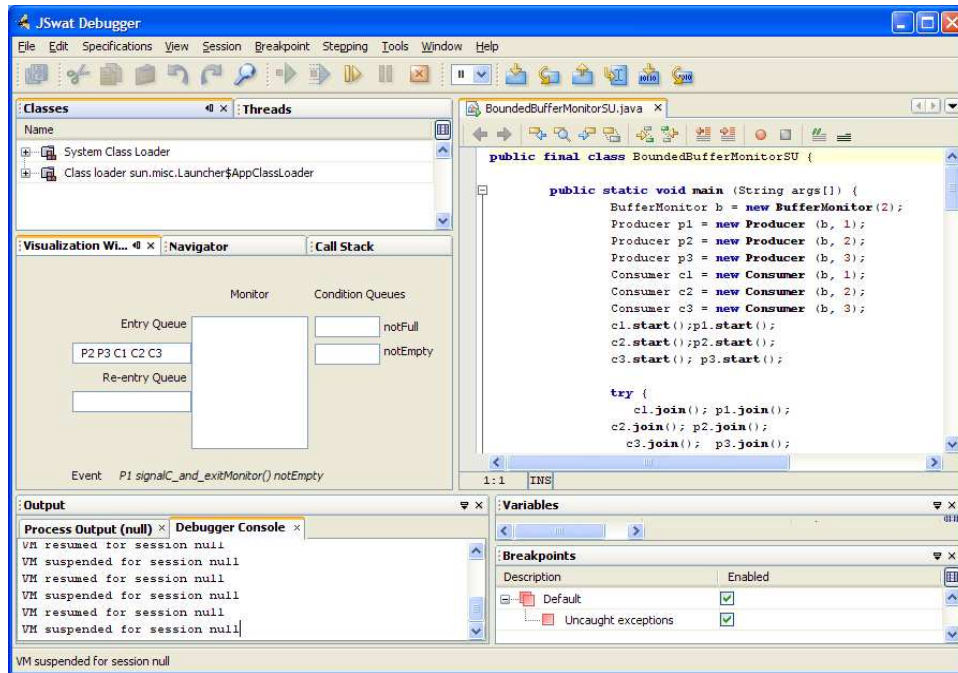 JSwat Debugger
File Edit Specifications View Session Breakpoint Stepping Tools Window Help
Classes Threads
Name
System Class Loader
Class loader sun.misc.Launcher$AppClassLoader
Visualization Wi... Navigator Call Stack
Monitor Condition Queues
Entry Queue
notFull
P2 P3 C1 C2 C3
notEmpty
Re-entry Queue
Event P1 signalC_and_exitMonitor() notEmpty
BoundedBufferMonitorSU.java
public final class BoundedBufferMonitorSU {
public static void main (String args[]) {
BufferMonitor b = new BufferMonitor(2);
Producer p1 = new Producer (b, 1);
Producer p2 = new Producer (b, 2);
Producer p3 = new Producer (b, 3);
Consumer c1 = new Consumer (b, 1);
Consumer c2 = new Consumer (b, 2);
Consumer c3 = new Consumer (b, 3);
c1.start();p1.start();
c2.start();p2.start();
c3.start(); p3.start();
try {
c1.join(); p1.join();
c2.join(); p2.join();
c3.join(); p3.join();
1:1 INS
Output
Process Output (null) Debugger Console
VM resumed for session null
VM suspended for session null
VM resumed for session null
VM suspended for session null
VM resumed for session null
VM suspended for session null
Variables
Breakpoints
Description Enabled
Default
Uncaught exceptions
VM suspended for session null